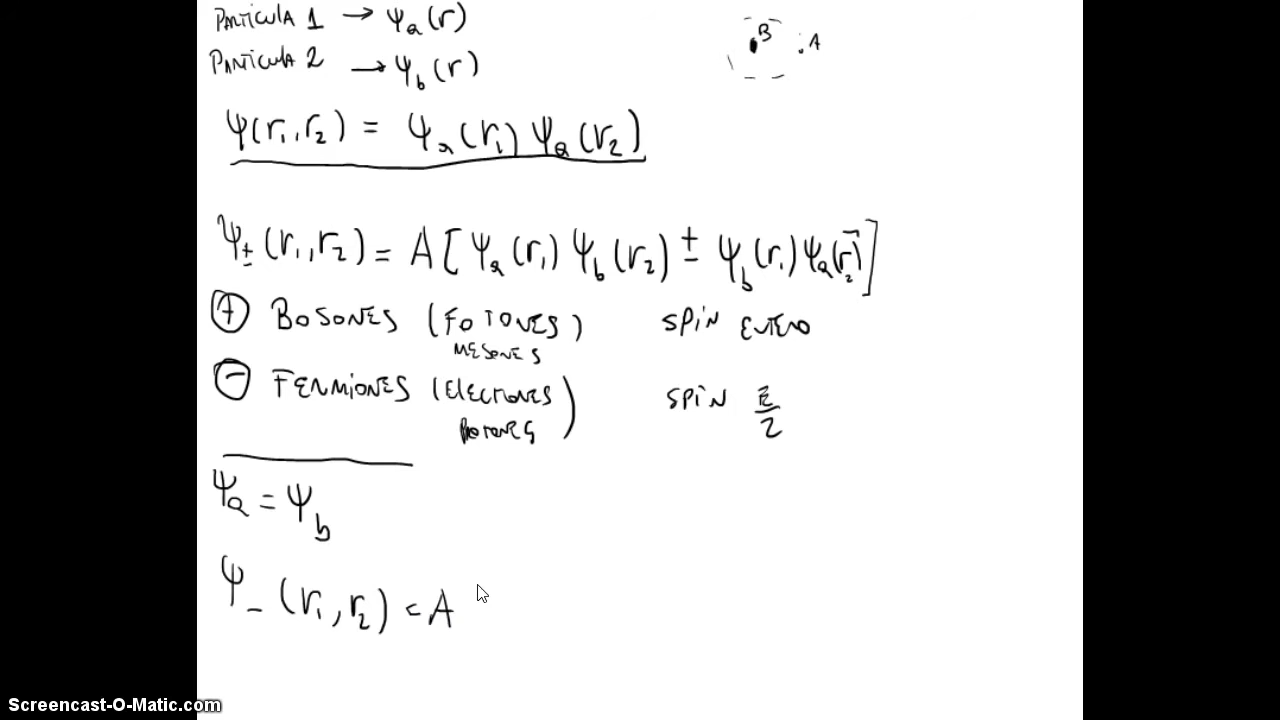 PARTICULA 1 → Ψa(r)
PARTICULA 2 → Ψb(r)
B
A
Ψ(r₁,r₂) = Ψa(r₁) Ψa(r₂)
Ψ±(r₁,r₂) = A[Ψa(r₁) Ψb(r₂) ± Ψb(r₁)Ψa(r₂)]
+ BOSONES (FOTONES) SPIN ENTERO
MESONES
− FERMIONES (ELECTRONES SPIN E/2
PROTONES)
Ψa = Ψb
Ψ₋(r₁,r₂) = A
Screencast-O-Matic.com